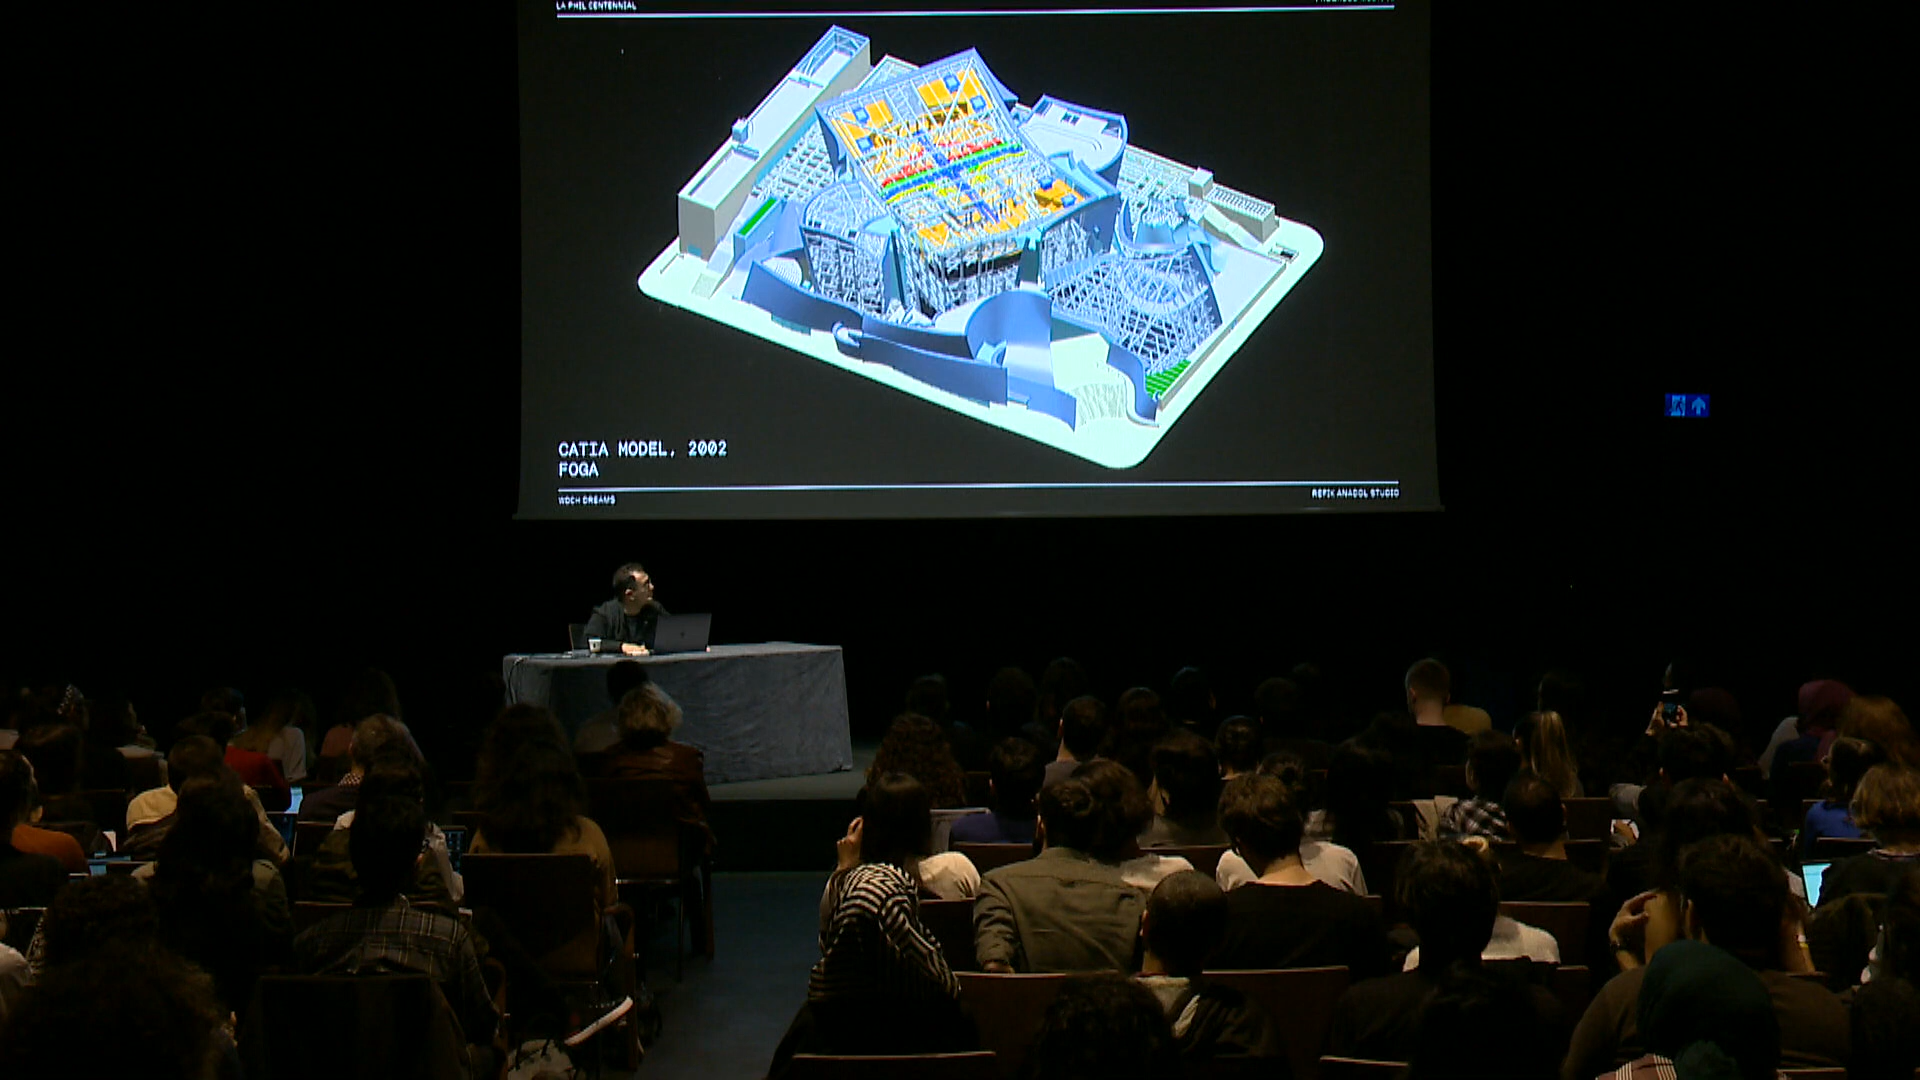 LA PHIL CENTENNIAL
CATIA MODEL, 2002
FOGA
WDCH DREAMS
REFIK ANADOL STUDIO